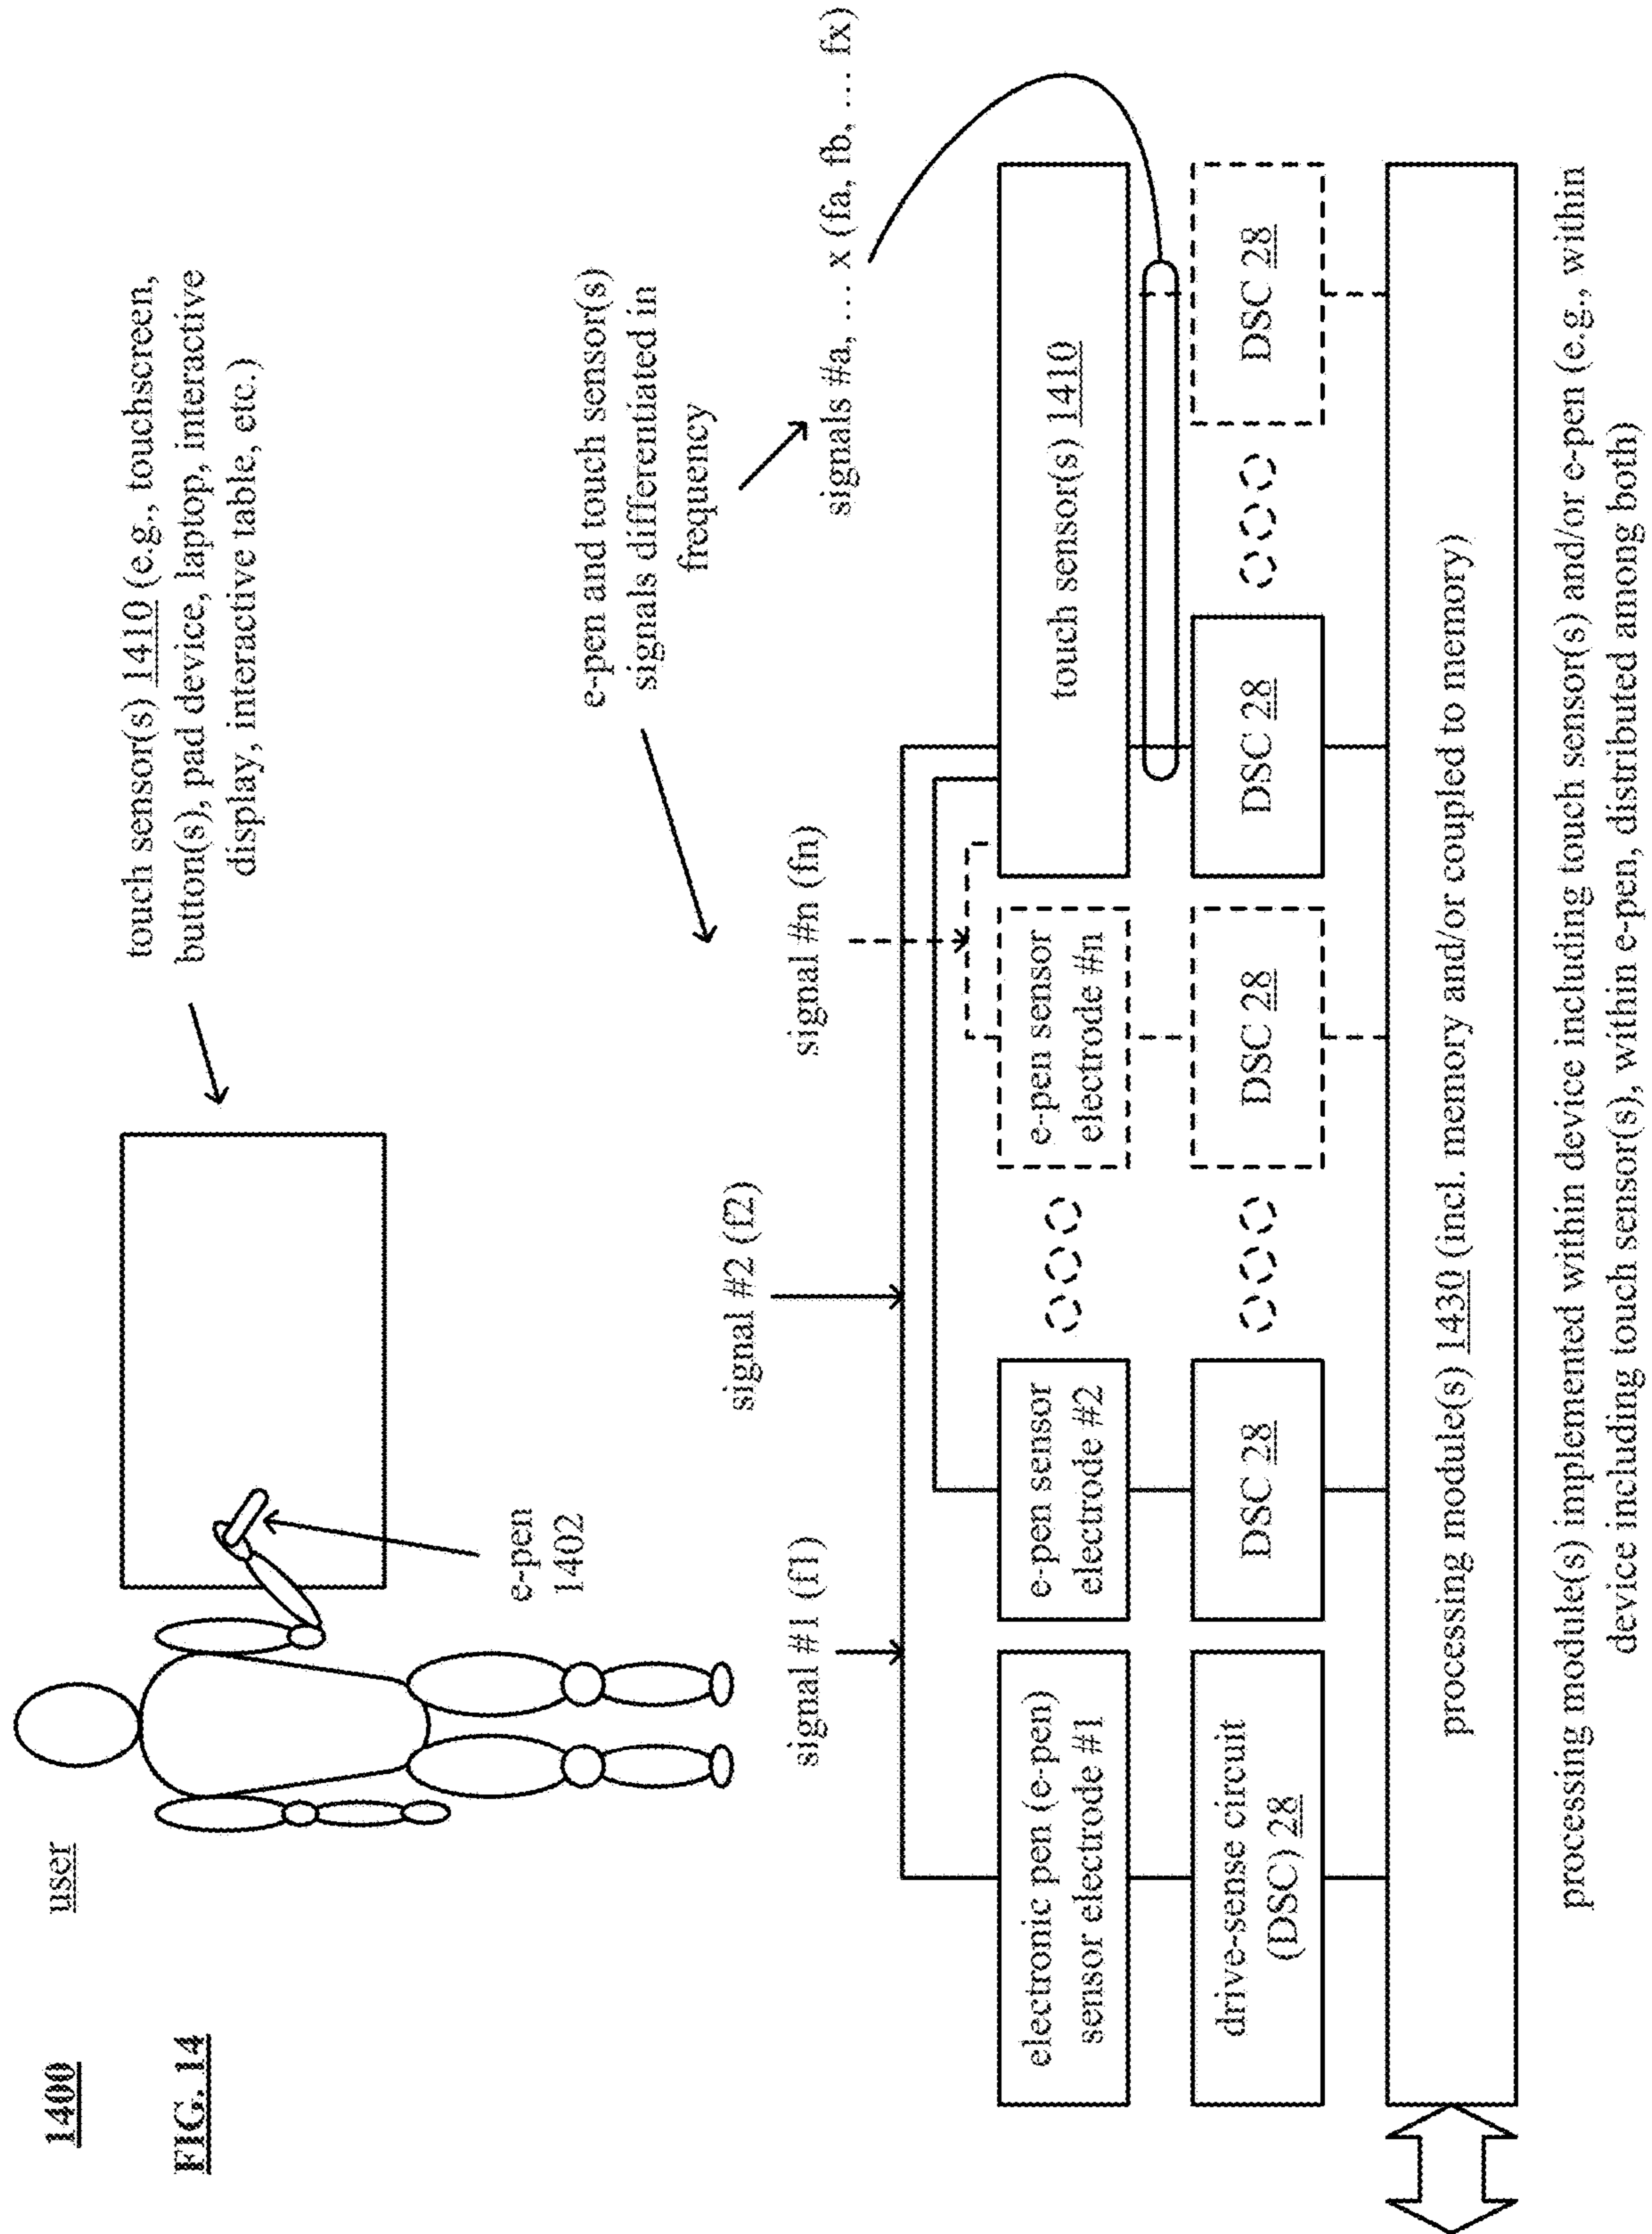 1400
FIG. 14
user
touch sensor(s) 1410 (e.g., touchscreen,
button(s), pad device, laptop, interactive
display, interactive table, etc.)
e-pen
1402
e-pen and touch sensor(s)
signals differentiated in
frequency
signal #1 (f1)
signal #2 (f2)
signal #n (fn)
signals #a, … x (fa, fb, … fx)
electronic pen (e-pen)
sensor electrode #1
e-pen sensor
electrode #2
e-pen sensor
electrode #n
touch sensor(s) 1410
drive-sense circuit
(DSC) 28
DSC 28
DSC 28
DSC 28
DSC 28
processing module(s) 1430 (incl. memory and/or coupled to memory)
processing module(s) implemented within device including touch sensor(s) and/or e-pen (e.g., within
device including touch sensor(s), within e-pen, distributed among both)